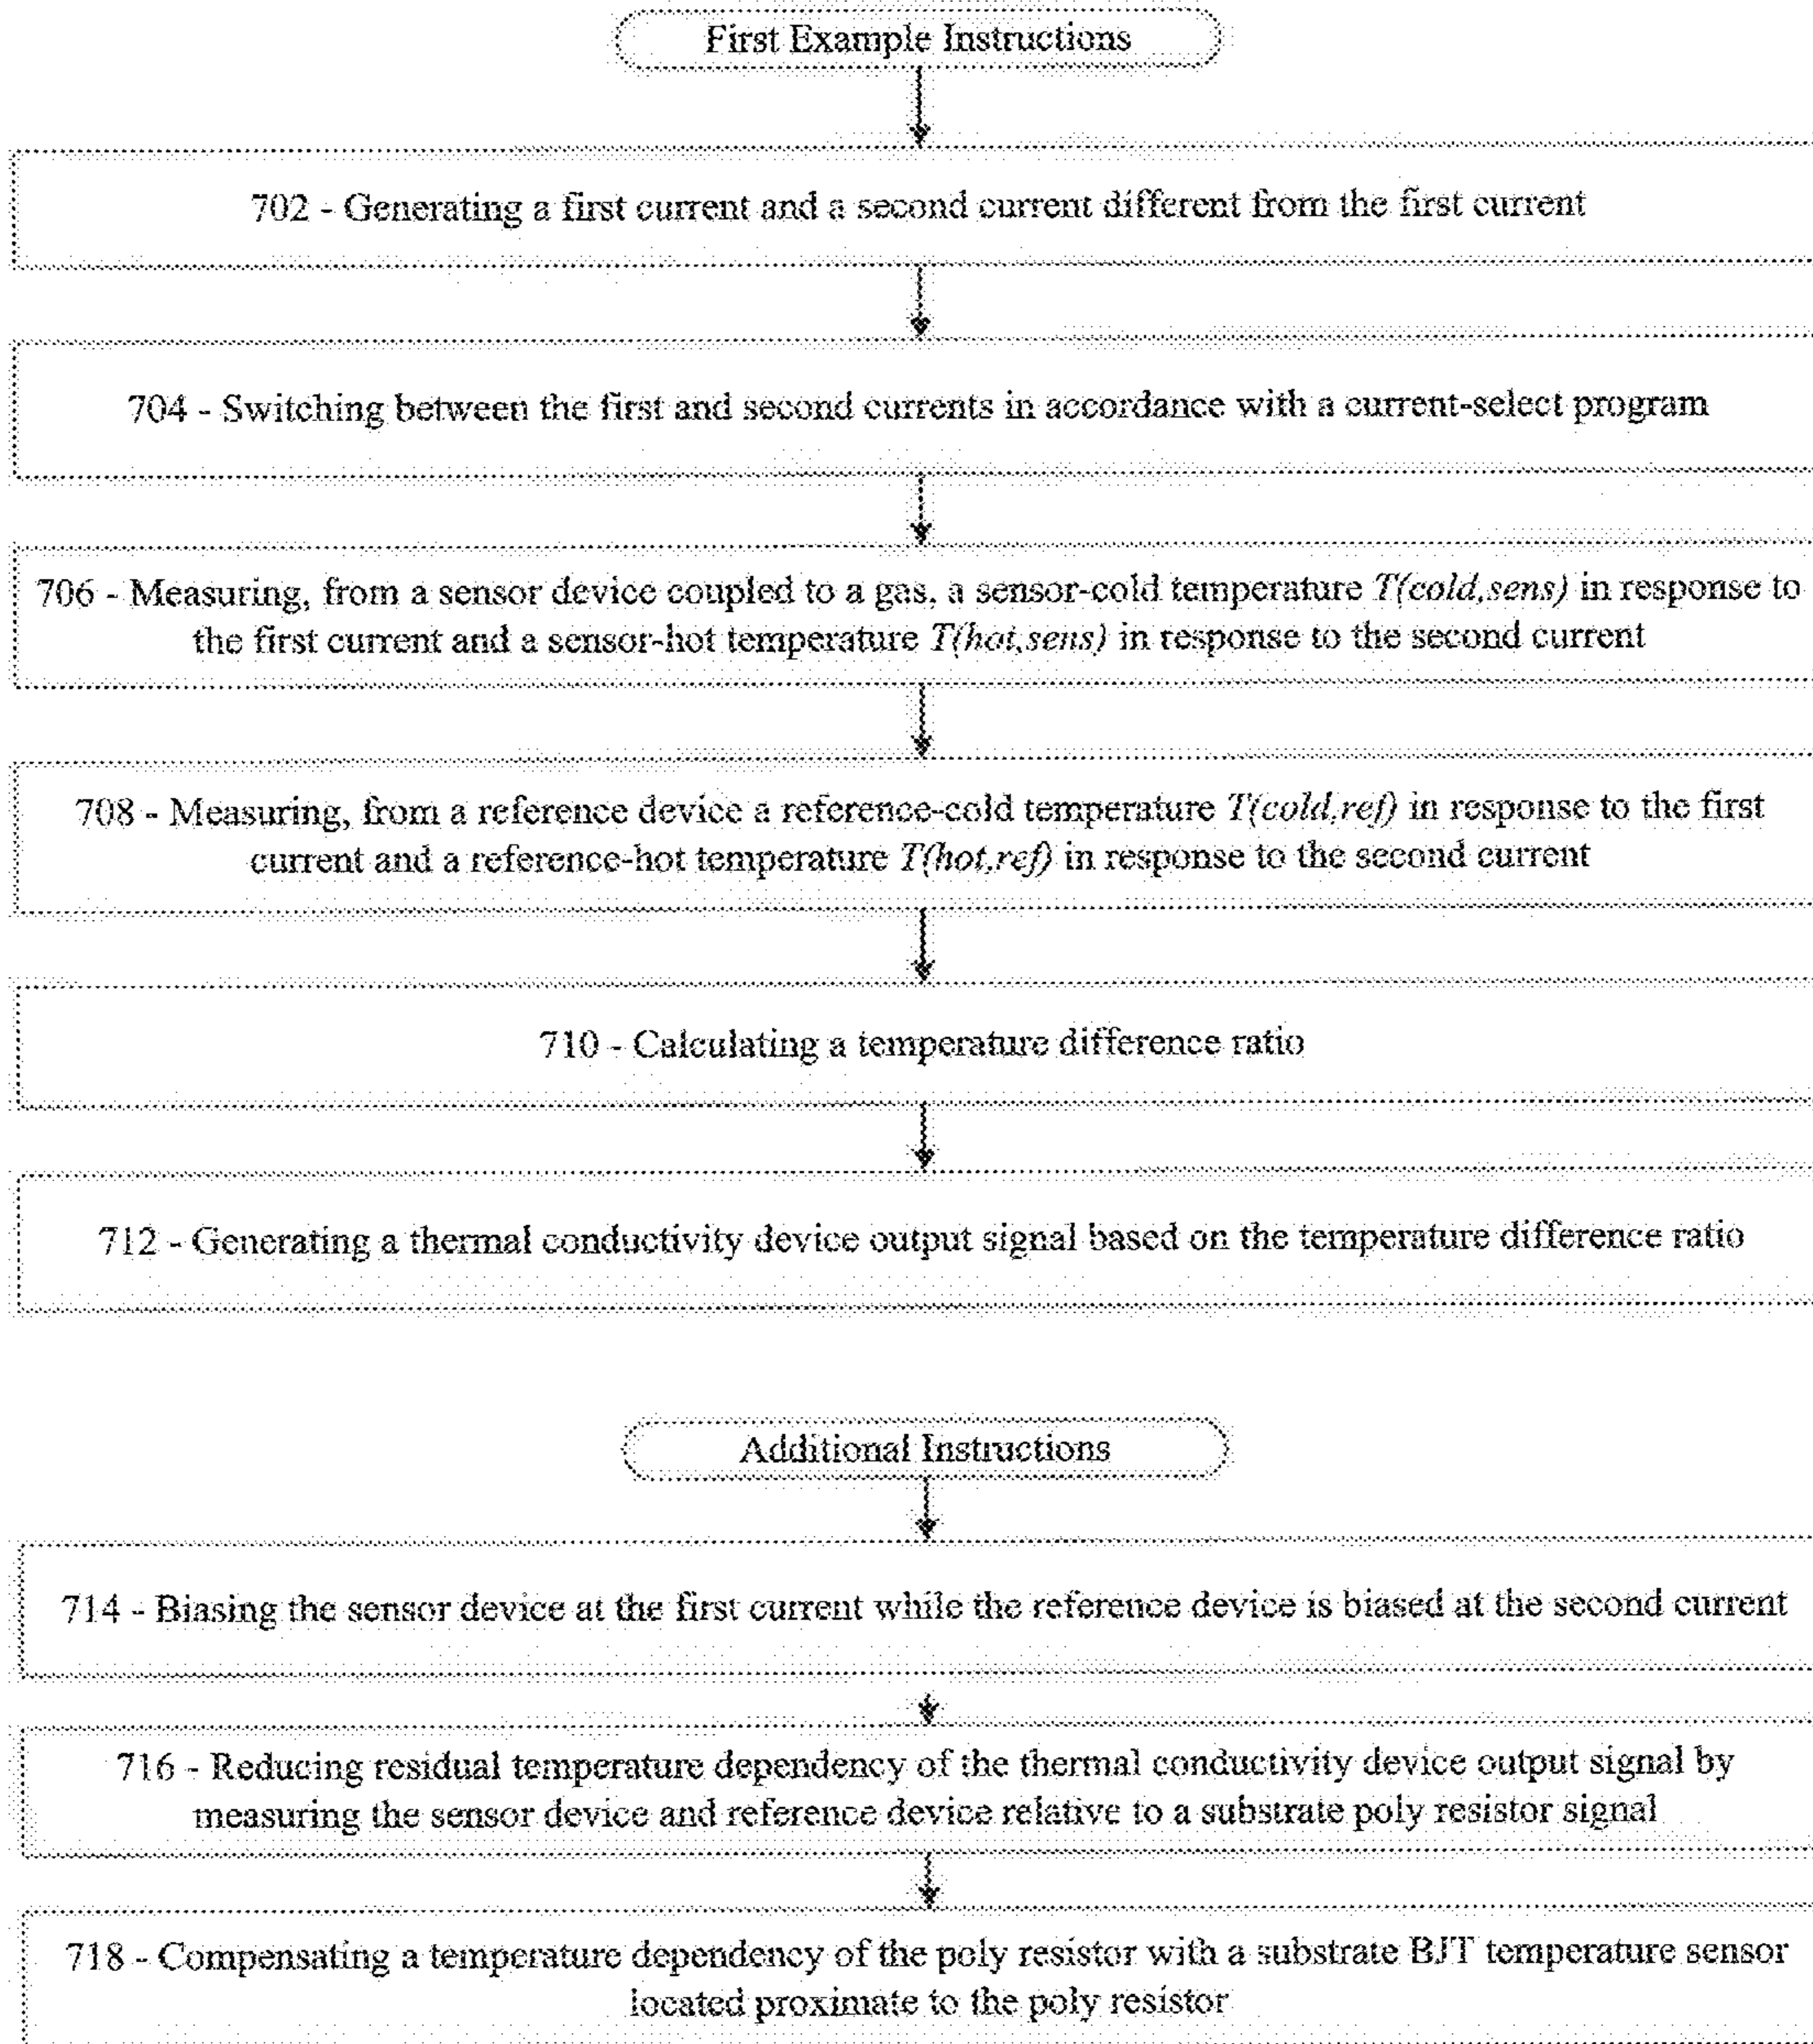 First Example Instructions
702 - Generating a first current and a second current different from the first current
704 - Switching between the first and second currents in accordance with a current-select program
706 - Measuring, from a sensor device coupled to a gas, a sensor-cold temperature T(cold,sens) in response to
the first current and a sensor-hot temperature T(hot,sens) in response to the second current
708 - Measuring, from a reference device a reference-cold temperature T(cold,ref) in response to the first
current and a reference-hot temperature T(hot,ref) in response to the second current
710 - Calculating a temperature difference ratio
712 - Generating a thermal conductivity device output signal based on the temperature difference ratio
Additional Instructions
714 - Biasing the sensor device at the first current while the reference device is biased at the second current
716 - Reducing residual temperature dependency of the thermal conductivity device output signal by
measuring the sensor device and reference device relative to a substrate poly resistor signal
718 - Compensating a temperature dependency of the poly resistor with a substrate BJT temperature sensor
located proximate to the poly resistor